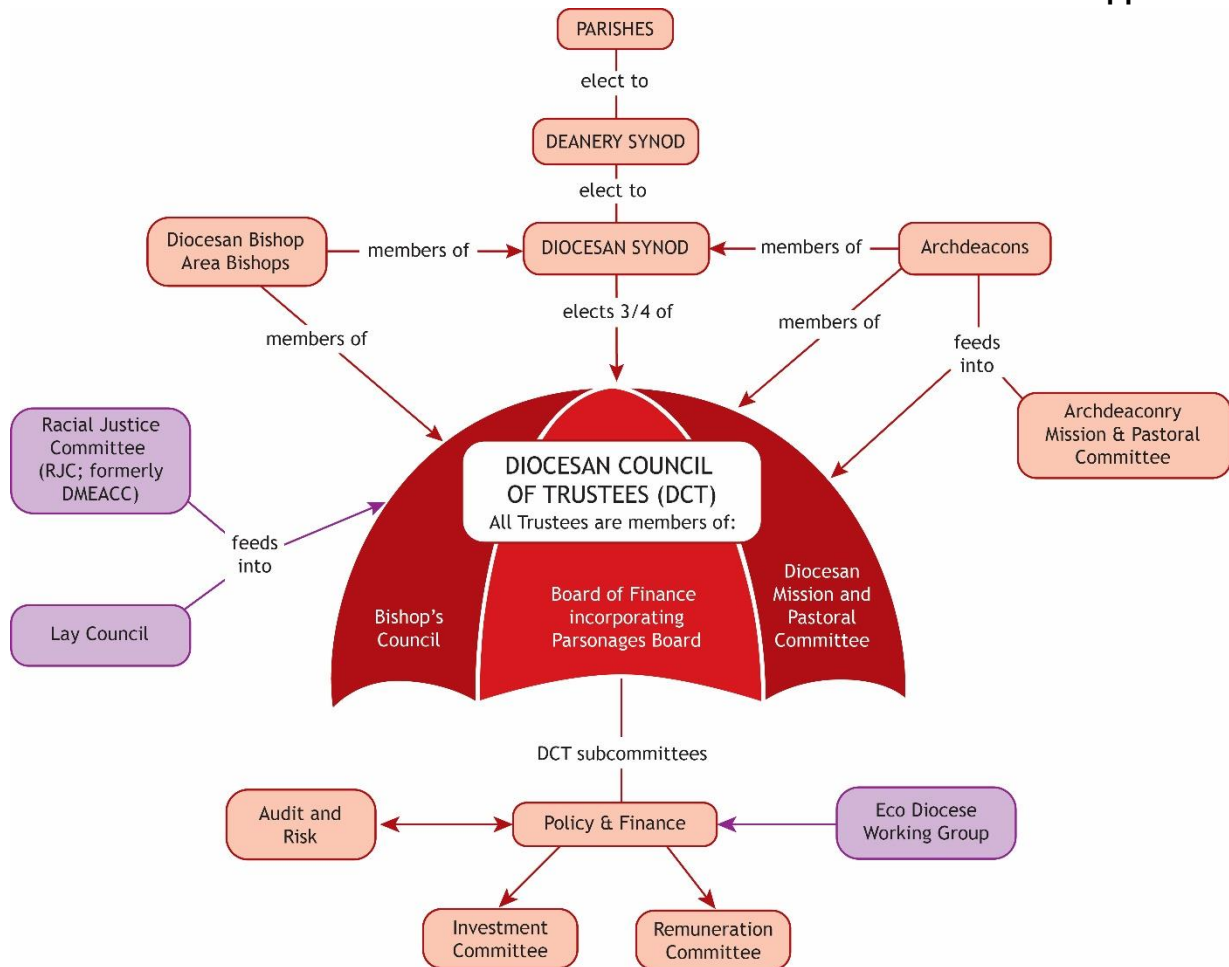 PARISHES
elect to
DEANERY SYNOD
elect to
Diocesan Bishop
Area Bishops
members of
DIOCESAN SYNOD
members of
Archdeacons
elects 3/4 of
members of
members of
feeds
into
Racial Justice
Committee
(RJC; formerly
DMEACC)
Archdeaconry
Mission & Pastoral
Committee
DIOCESAN COUNCIL
OF TRUSTEES (DCT)
All Trustees are members of:
feeds
into
Lay Council
Bishop's
Council
Board of Finance
incorporating
Parsonages Board
Diocesan
Mission and
Pastoral
Committee
DCT subcommittees
Audit and
Risk
Policy & Finance
Eco Diocese
Working Group
Investment
Committee
Remuneration
Committee